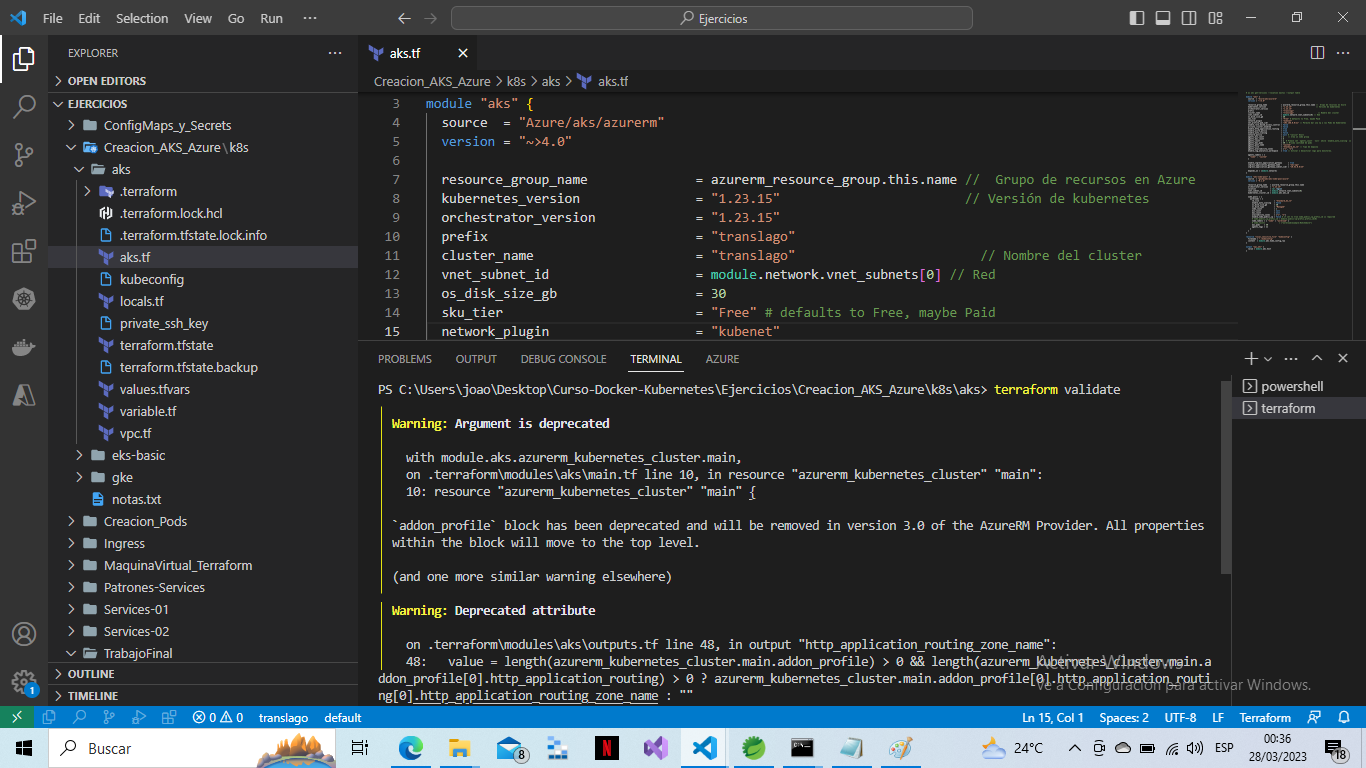 File Edit Selection View Go Run ··· Ejercicios
EXPLORER
OPEN EDITORS
EJERCICIOS
ConfigMaps_y_Secrets
Creacion_AKS_Azure \ k8s
aks
.terraform
.terraform.lock.hcl
.terraform.tfstate.lock.info
aks.tf
kubeconfig
locals.tf
private_ssh_key
terraform.tfstate
terraform.tfstate.backup
values.tfvars
variable.tf
vpc.tf
eks-basic
gke
notas.txt
Creacion_Pods
Ingress
MaquinaVirtual_Terraform
Patrones-Services
Services-01
Services-02
TrabajoFinal
OUTLINE
TIMELINE
1
aks.tf
Creacion_AKS_Azure > k8s > aks > aks.tf
3 module "aks" {
4 source = "Azure/aks/azurerm"
5 version = "~>4.0"
6
7 resource_group_name = azurerm_resource_group.this.name // Grupo de recursos en Azure
8 kubernetes_version = "1.23.15" // Versión de kubernetes
9 orchestrator_version = "1.23.15"
10 prefix = "translago"
11 cluster_name = "translago" // Nombre del cluster
12 vnet_subnet_id = module.network.vnet_subnets[0] // Red
13 os_disk_size_gb = 30
14 sku_tier = "Free" # defaults to Free, maybe Paid
15 network_plugin = "kubenet"
PROBLEMS OUTPUT DEBUG CONSOLE TERMINAL AZURE
PS C:\Users\joao\Desktop\Curso-Docker-Kubernetes\Ejercicios\Creacion_AKS_Azure\k8s\aks> terraform validate
Warning: Argument is deprecated
with module.aks.azurerm_kubernetes_cluster.main,
on .terraform\modules\aks\main.tf line 10, in resource "azurerm_kubernetes_cluster" "main":
10: resource "azurerm_kubernetes_cluster" "main" {
`addon_profile` block has been deprecated and will be removed in version 3.0 of the AzureRM Provider. All properties
within the block will move to the top level.
(and one more similar warning elsewhere)
Warning: Deprecated attribute
on .terraform\modules\aks\outputs.tf line 48, in output "http_application_routing_zone_name":
48: value = length(azurerm_kubernetes_cluster.main.addon_profile) > 0 && length(azurerm_kubernetes_cluster.main.a
ddon_profile[0].http_application_routing) > 0 ? azurerm_kubernetes_cluster.main.addon_profile[0].http_application_routi
ng[0].http_application_routing_zone_name : ""
powershell
terraform
Activar Windows
Ve a Configuración para activar Windows.
0 0 translago default Ln 15, Col 1 Spaces: 2 UTF-8 LF Terraform
Buscar 8 N 24°C ESP 00:36
28/03/2023 18